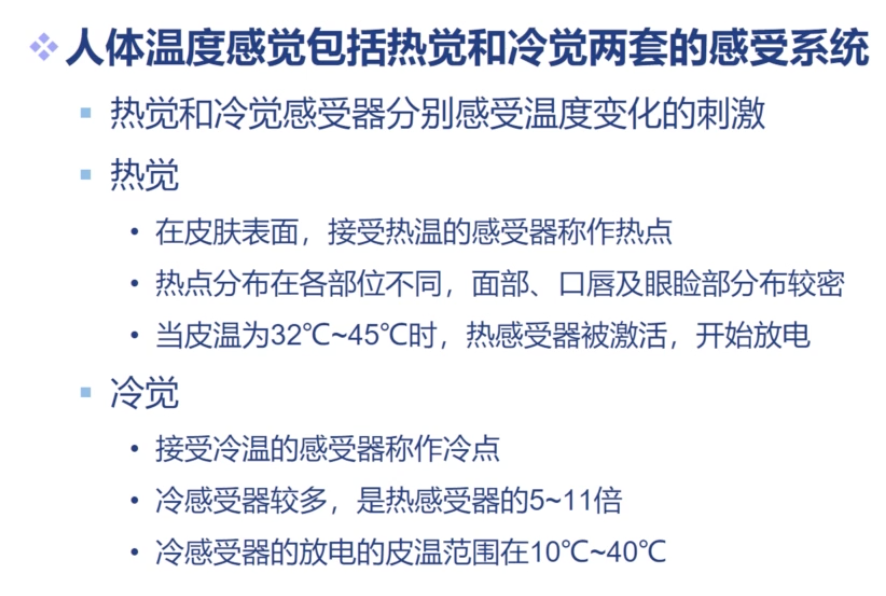 人体温度感觉包括热觉和冷觉两套的感受系统
热觉和冷觉感受器分别感受温度变化的刺激
热觉
在皮肤表面，接受热温的感受器称作热点
热点分布在各部位不同，面部、口唇及眼睑部分布较密
当皮温为32℃~45℃时，热感受器被激活，开始放电
冷觉
接受冷温的感受器称作冷点
冷感受器较多，是热感受器的5~11倍
冷感受器的放电的皮温范围在10℃~40℃